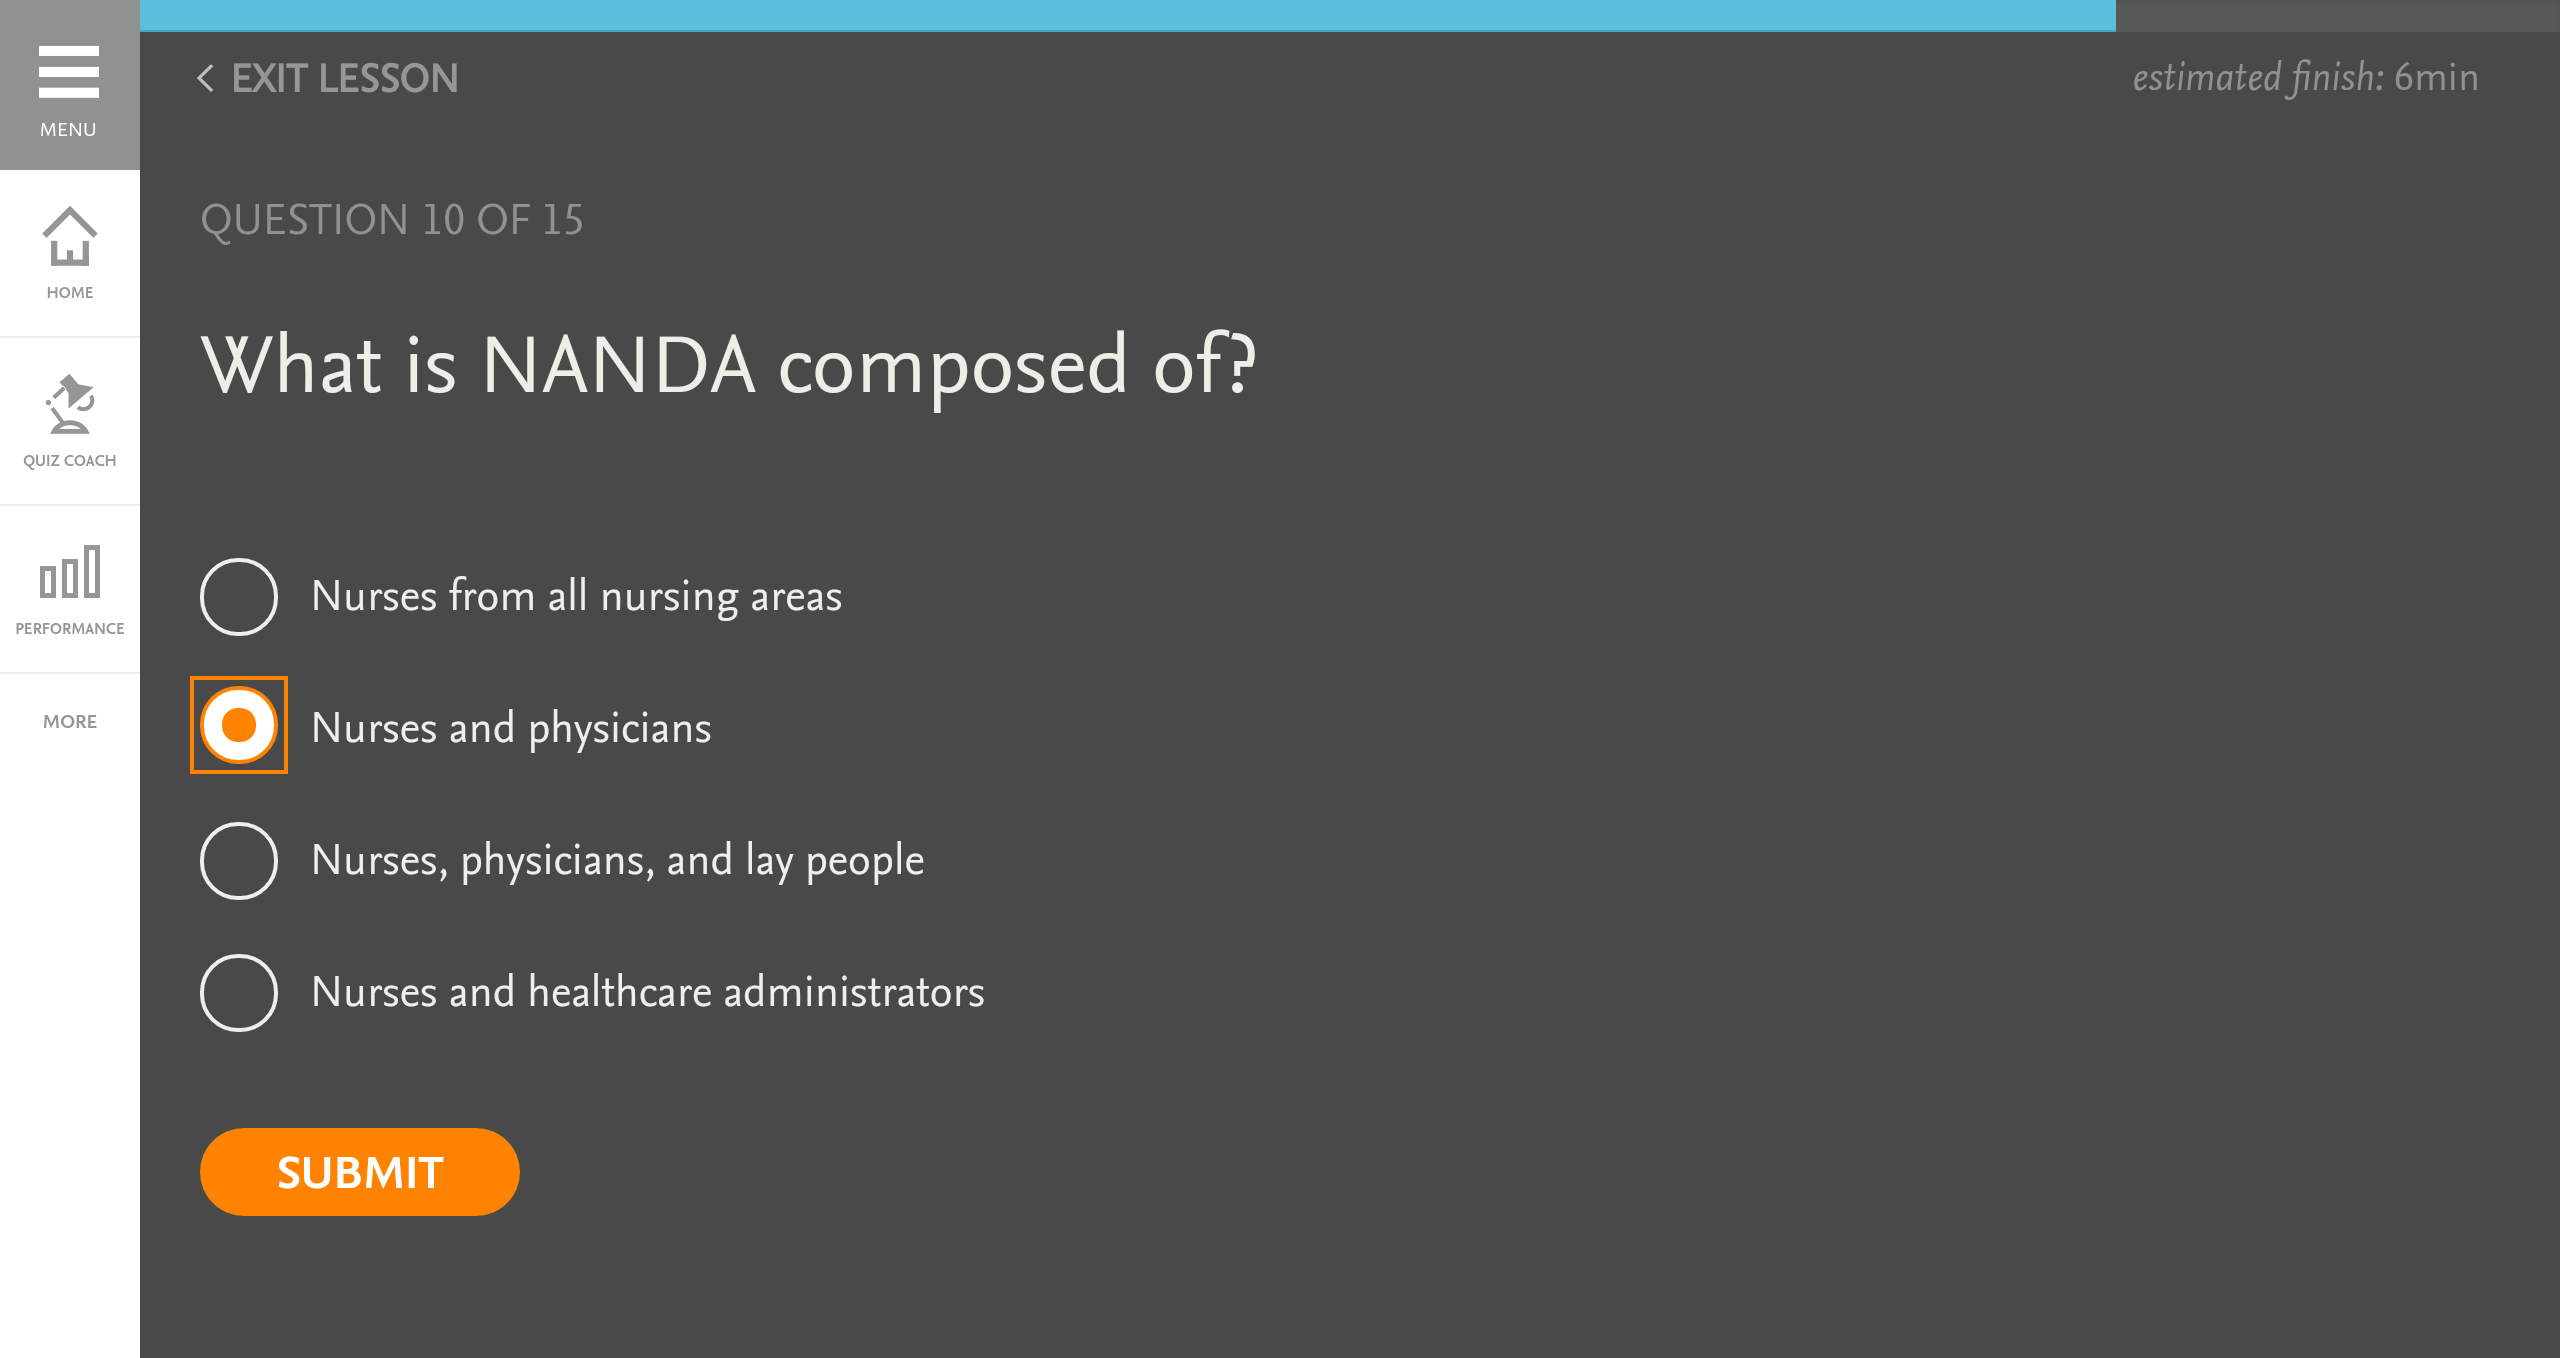 MENU
HOME
QUIZ COACH
PERFORMANCE
MORE
EXIT LESSON
estimated finish: 6min
QUESTION 10 OF 15
What is NANDA composed of?
Nurses from all nursing areas
Nurses and physicians
Nurses, physicians, and lay people
Nurses and healthcare administrators
SUBMIT